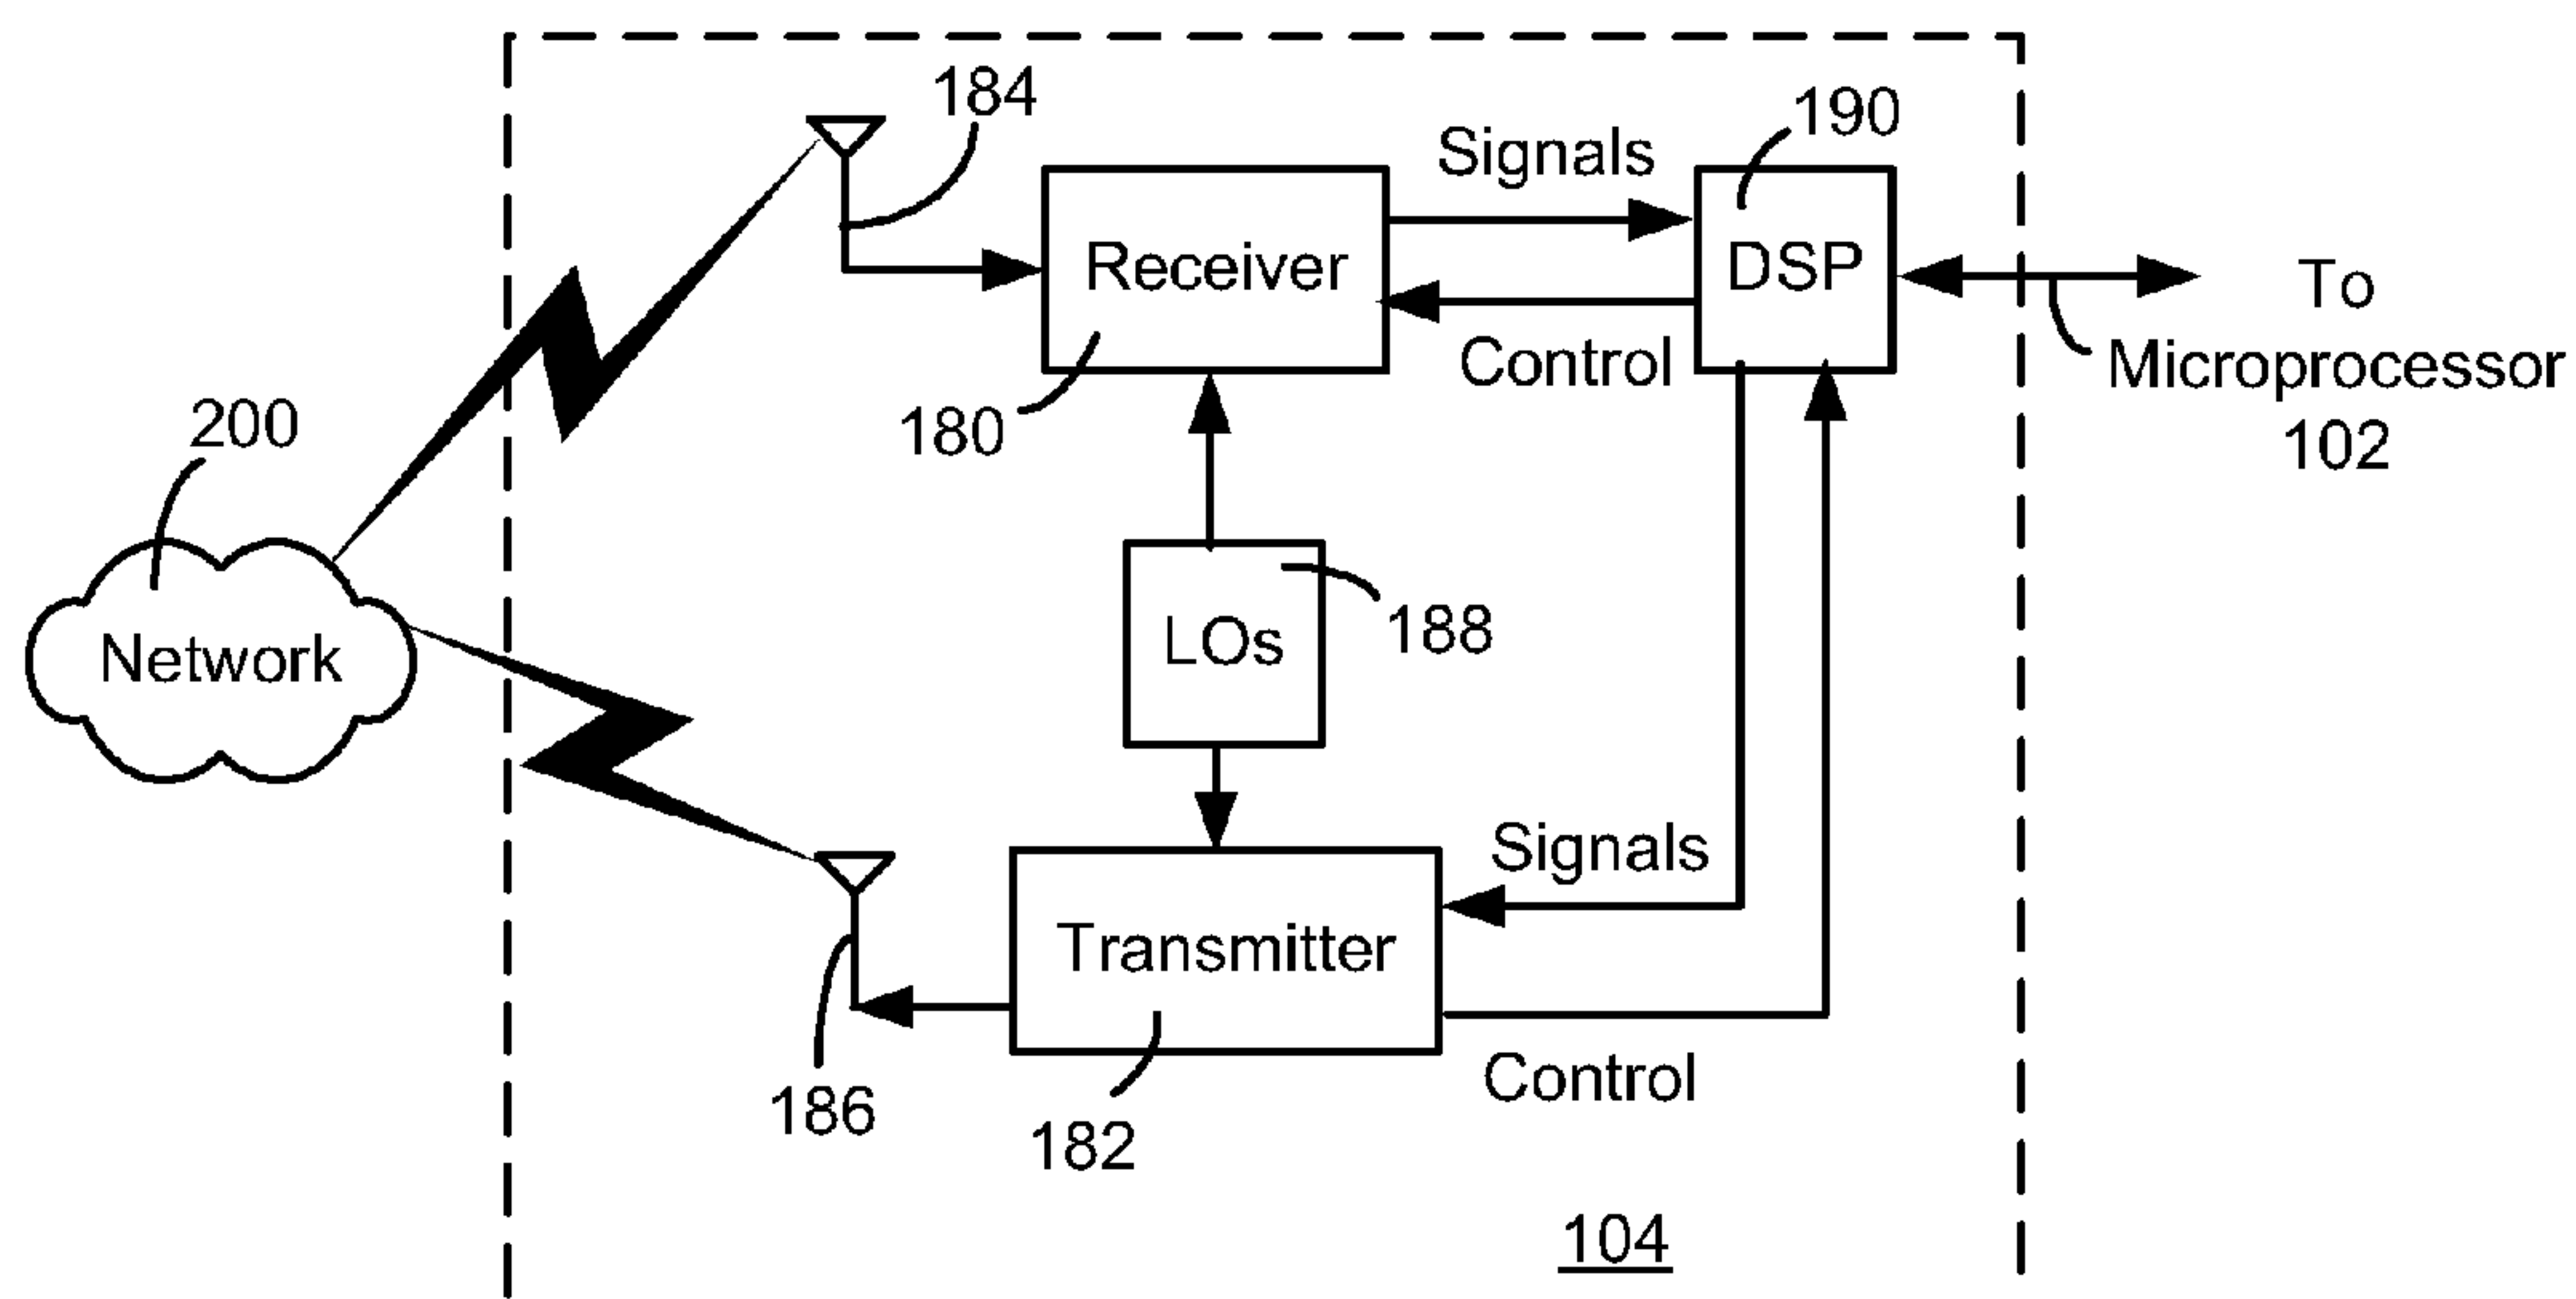 184
190
Signals
Receiver
DSP
To
Control
Microprocessor
102
180
200
188
LOs
Network
Signals
Transmitter
Control
186
182
104